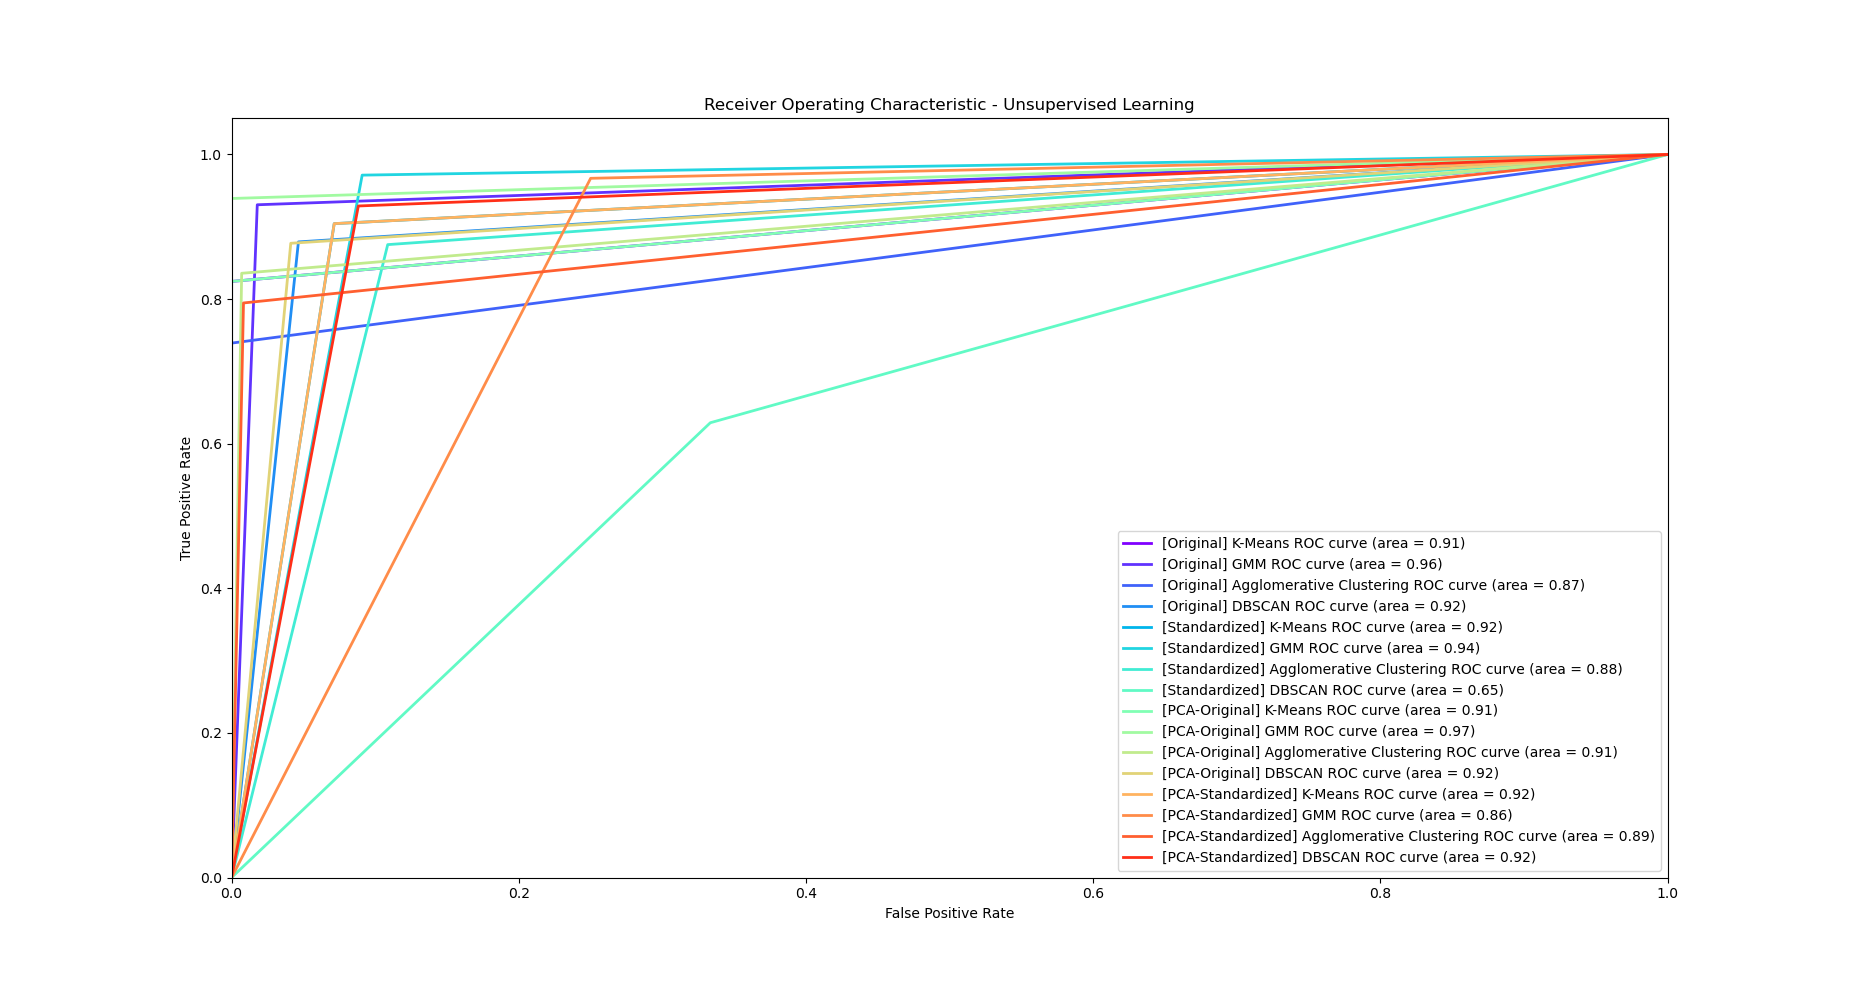 Receiver Operating Characteristic - Unsupervised Learning
1.0
0.8
0.6
0.4
0.2
0.0
True Positive Rate
[Original] K-Means ROC curve (area = 0.91)
[Original] GMM ROC curve (area = 0.96)
[Original] Agglomerative Clustering ROC curve (area = 0.87)
[Original] DBSCAN ROC curve (area = 0.92)
[Standardized] K-Means ROC curve (area = 0.92)
[Standardized] GMM ROC curve (area = 0.94)
[Standardized] Agglomerative Clustering ROC curve (area = 0.88)
[Standardized] DBSCAN ROC curve (area = 0.65)
[PCA-Original] K-Means ROC curve (area = 0.91)
[PCA-Original] GMM ROC curve (area = 0.97)
[PCA-Original] Agglomerative Clustering ROC curve (area = 0.91)
[PCA-Original] DBSCAN ROC curve (area = 0.92)
[PCA-Standardized] K-Means ROC curve (area = 0.92)
[PCA-Standardized] GMM ROC curve (area = 0.86)
[PCA-Standardized] Agglomerative Clustering ROC curve (area = 0.89)
[PCA-Standardized] DBSCAN ROC curve (area = 0.92)
0.0 0.2 0.4 0.6 0.8 1.0
False Positive Rate